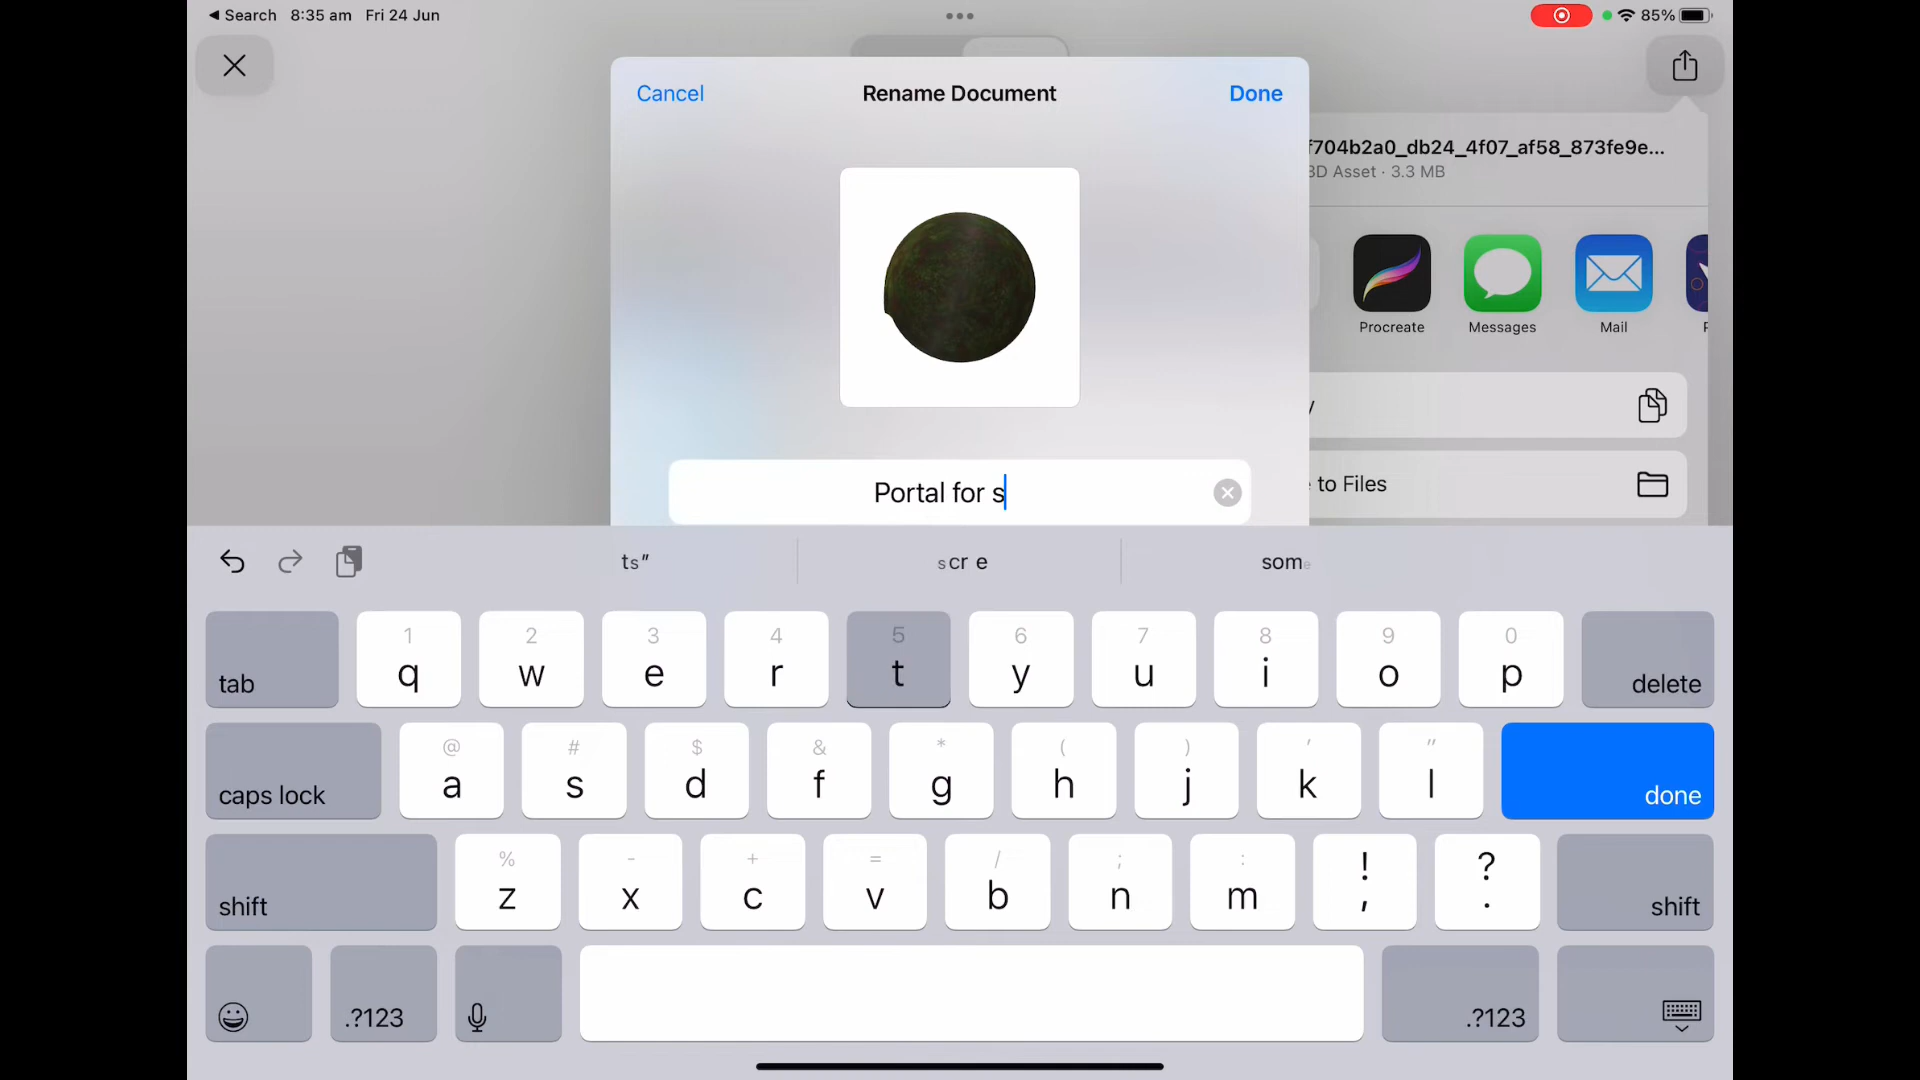 ◀ Search 8:35 am Fri 24 Jun
85%
Cancel
Rename Document
Done
f704b2a0_db24_4f07_af58_873fe9e...
3D Asset · 3.3 MB
Procreate
Messages
Mail
Portal for s
to Files
ts” scr e some
tab 1 q 2 w 3 e 4 r 5 t 6 y 7 u 8 i 9 o 0 p delete
caps lock @ a # s $ d & f * g ( h ) j ' k " l done
shift % z - x + c = v / b ; n : m ! , ? . shift
.?123 .?123